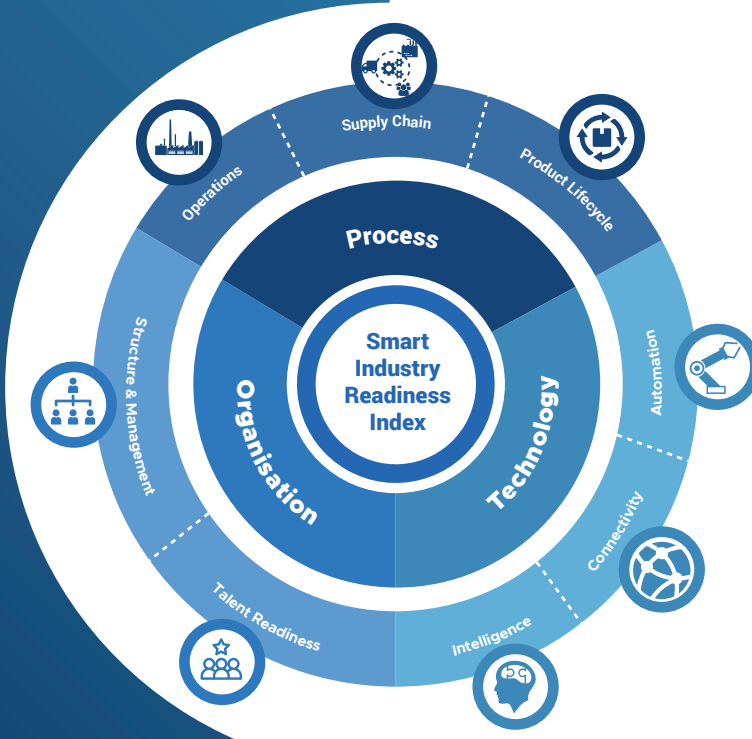 Supply Chain
Operations
Product Lifecycle
Process
Structure & Management
Automation
Smart
Industry
Readiness
Index
Organisation
Technology
Connectivity
Talent Readiness
Intelligence